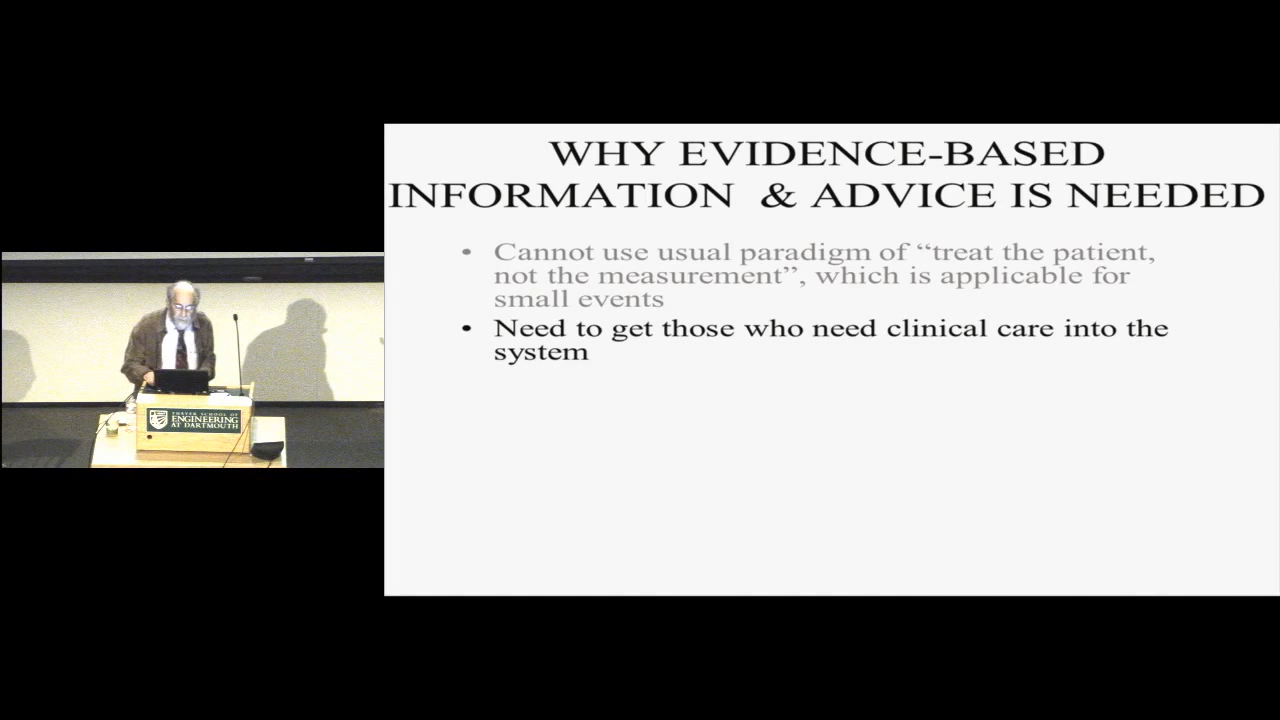 WHY EVIDENCE-BASED
INFORMATION & ADVICE IS NEEDED
• Cannot use usual paradigm of “treat the patient,
not the measurement”, which is applicable for
small events
• Need to get those who need clinical care into the
system
THAYER SCHOOL OF
ENGINEERING
AT DARTMOUTH